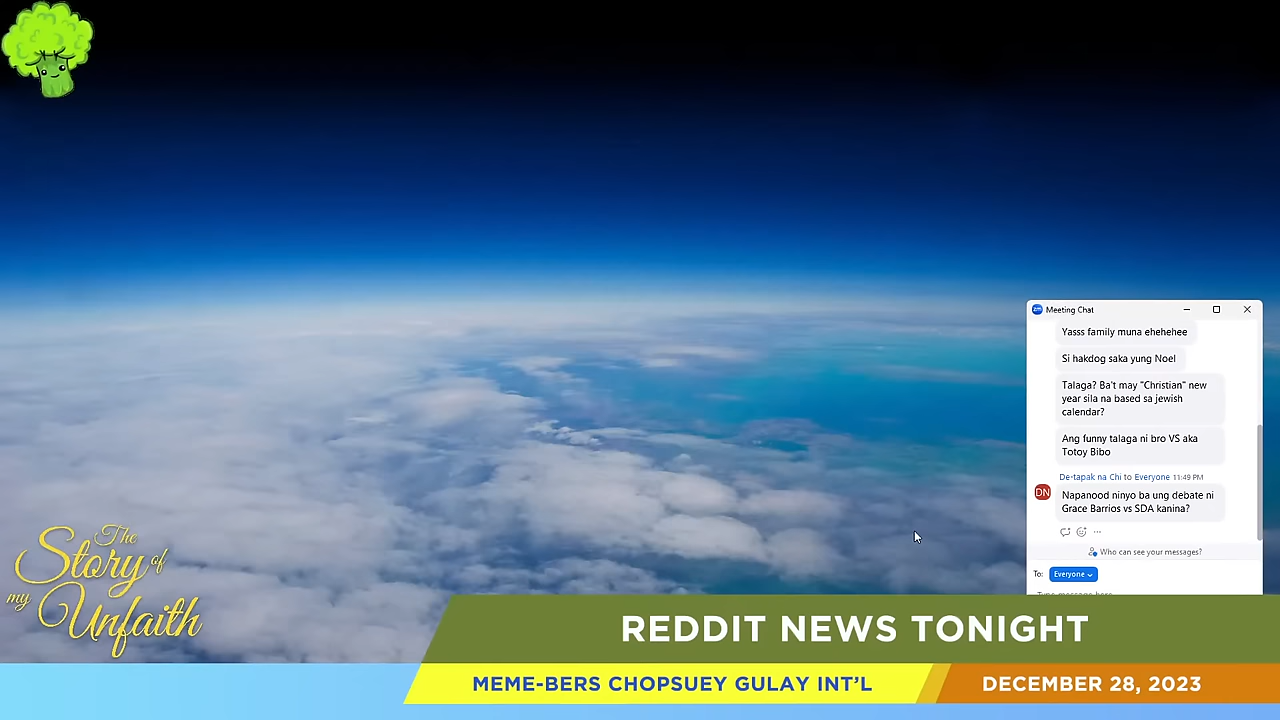 Meeting Chat
Yasss family muna ehehehee
Si hakdog saka yung Noel
Talaga? Ba't may "Christian" new
year sila na based sa jewish
calendar?
Ang funny talaga ni bro VS aka
Totoy Bibo
De-tapak na Chi to Everyone 11:49 PM
DN
Napanood ninyo ba ung debate ni
Grace Barrios vs SDA kanina?
Who can see your messages?
To: Everyone
Type message here
The
Story of
my
Unfaith
REDDIT NEWS TONIGHT
MEME-BERS CHOPSUEY GULAY INT'L
DECEMBER 28, 2023